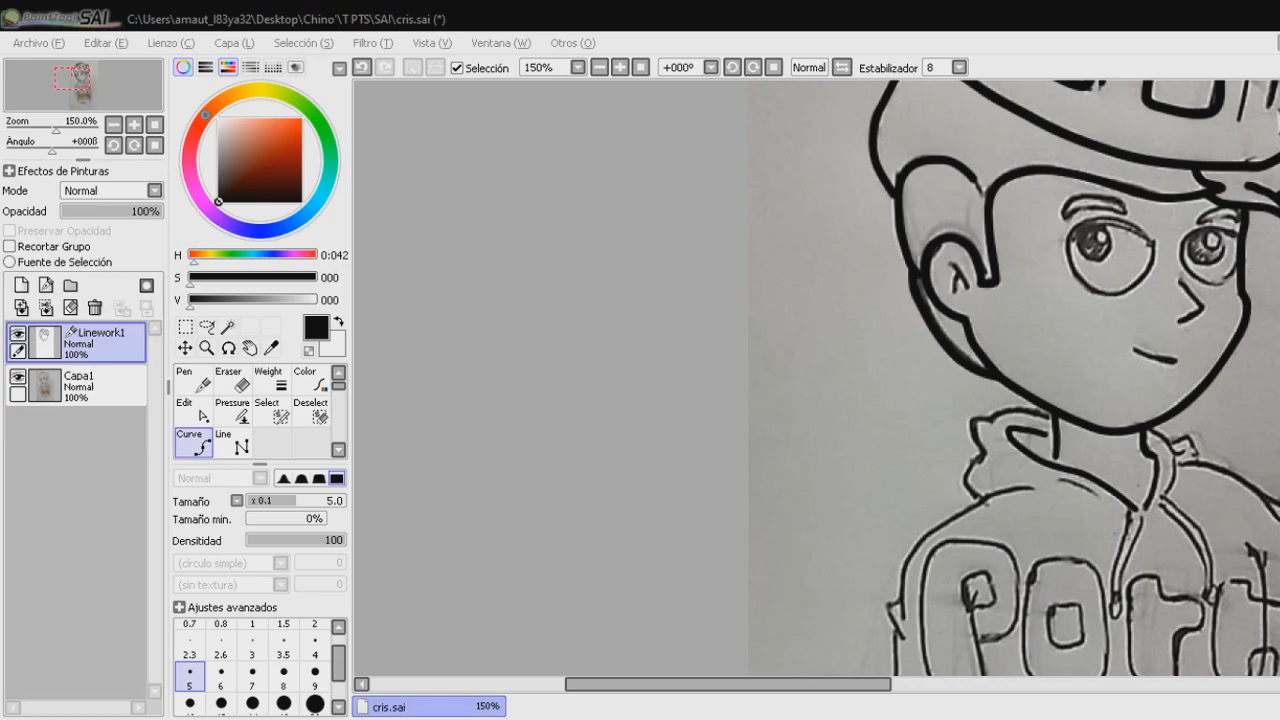 PaintTool SAI C:\Users\amaut_l83ya32\Desktop\Chino'\T PTS\SAI\cris.sai (*)
Archivo (F) Editar (E) Lienzo (C) Capa (L) Selección (S) Filtro (T) Vista (V) Ventana (W) Otros (O)
Selección 150% +000º Normal Estabilizador 8
Zoom 150.0%
Àngulo +000ß
Efectos de Pinturas
Mode Normal
Opacidad 100%
Preservar Opacidad
Recortar Grupo
Fuente de Selección
Linework1
Normal
100%
Capa1
Normal
100%
H 0:042
S 000
V 000
Pen Eraser Weight Color
Edit Pressure Select Deselect
Curve Line
Normal
Tamaño x 0.1 5.0
Tamaño min. 0%
Densitidad 100
(circulo simple) 0
(sin textura) 0
Ajustes avanzados
0.7 0.8 1 1.5 2
2.3 2.6 3 3.5 4
5 6 7 8 9
cris.sai 150%